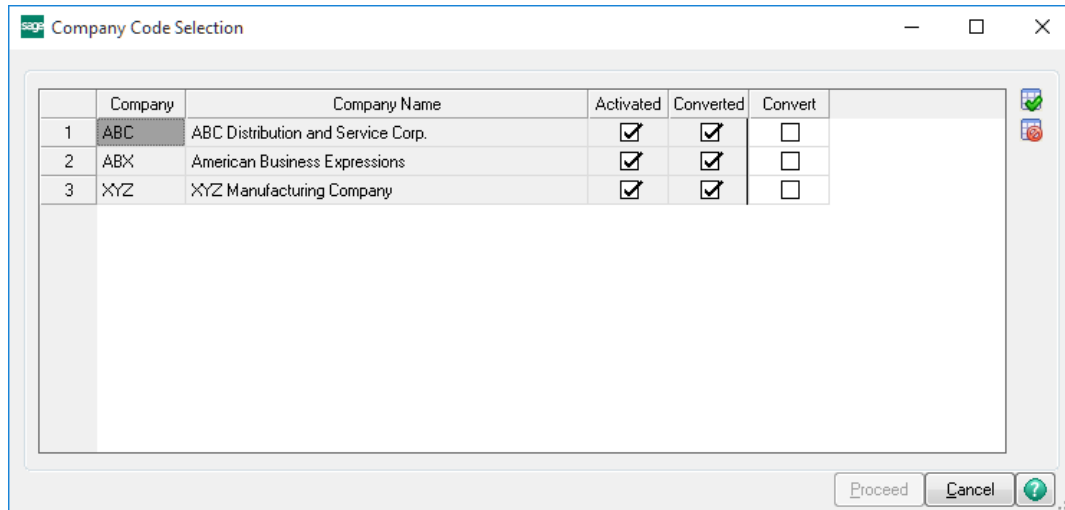 sage Company Code Selection
Company Company Name Activated Converted Convert
1 ABC ABC Distribution and Service Corp.
2 ABX American Business Expressions
3 XYZ XYZ Manufacturing Company
Proceed Cancel ?